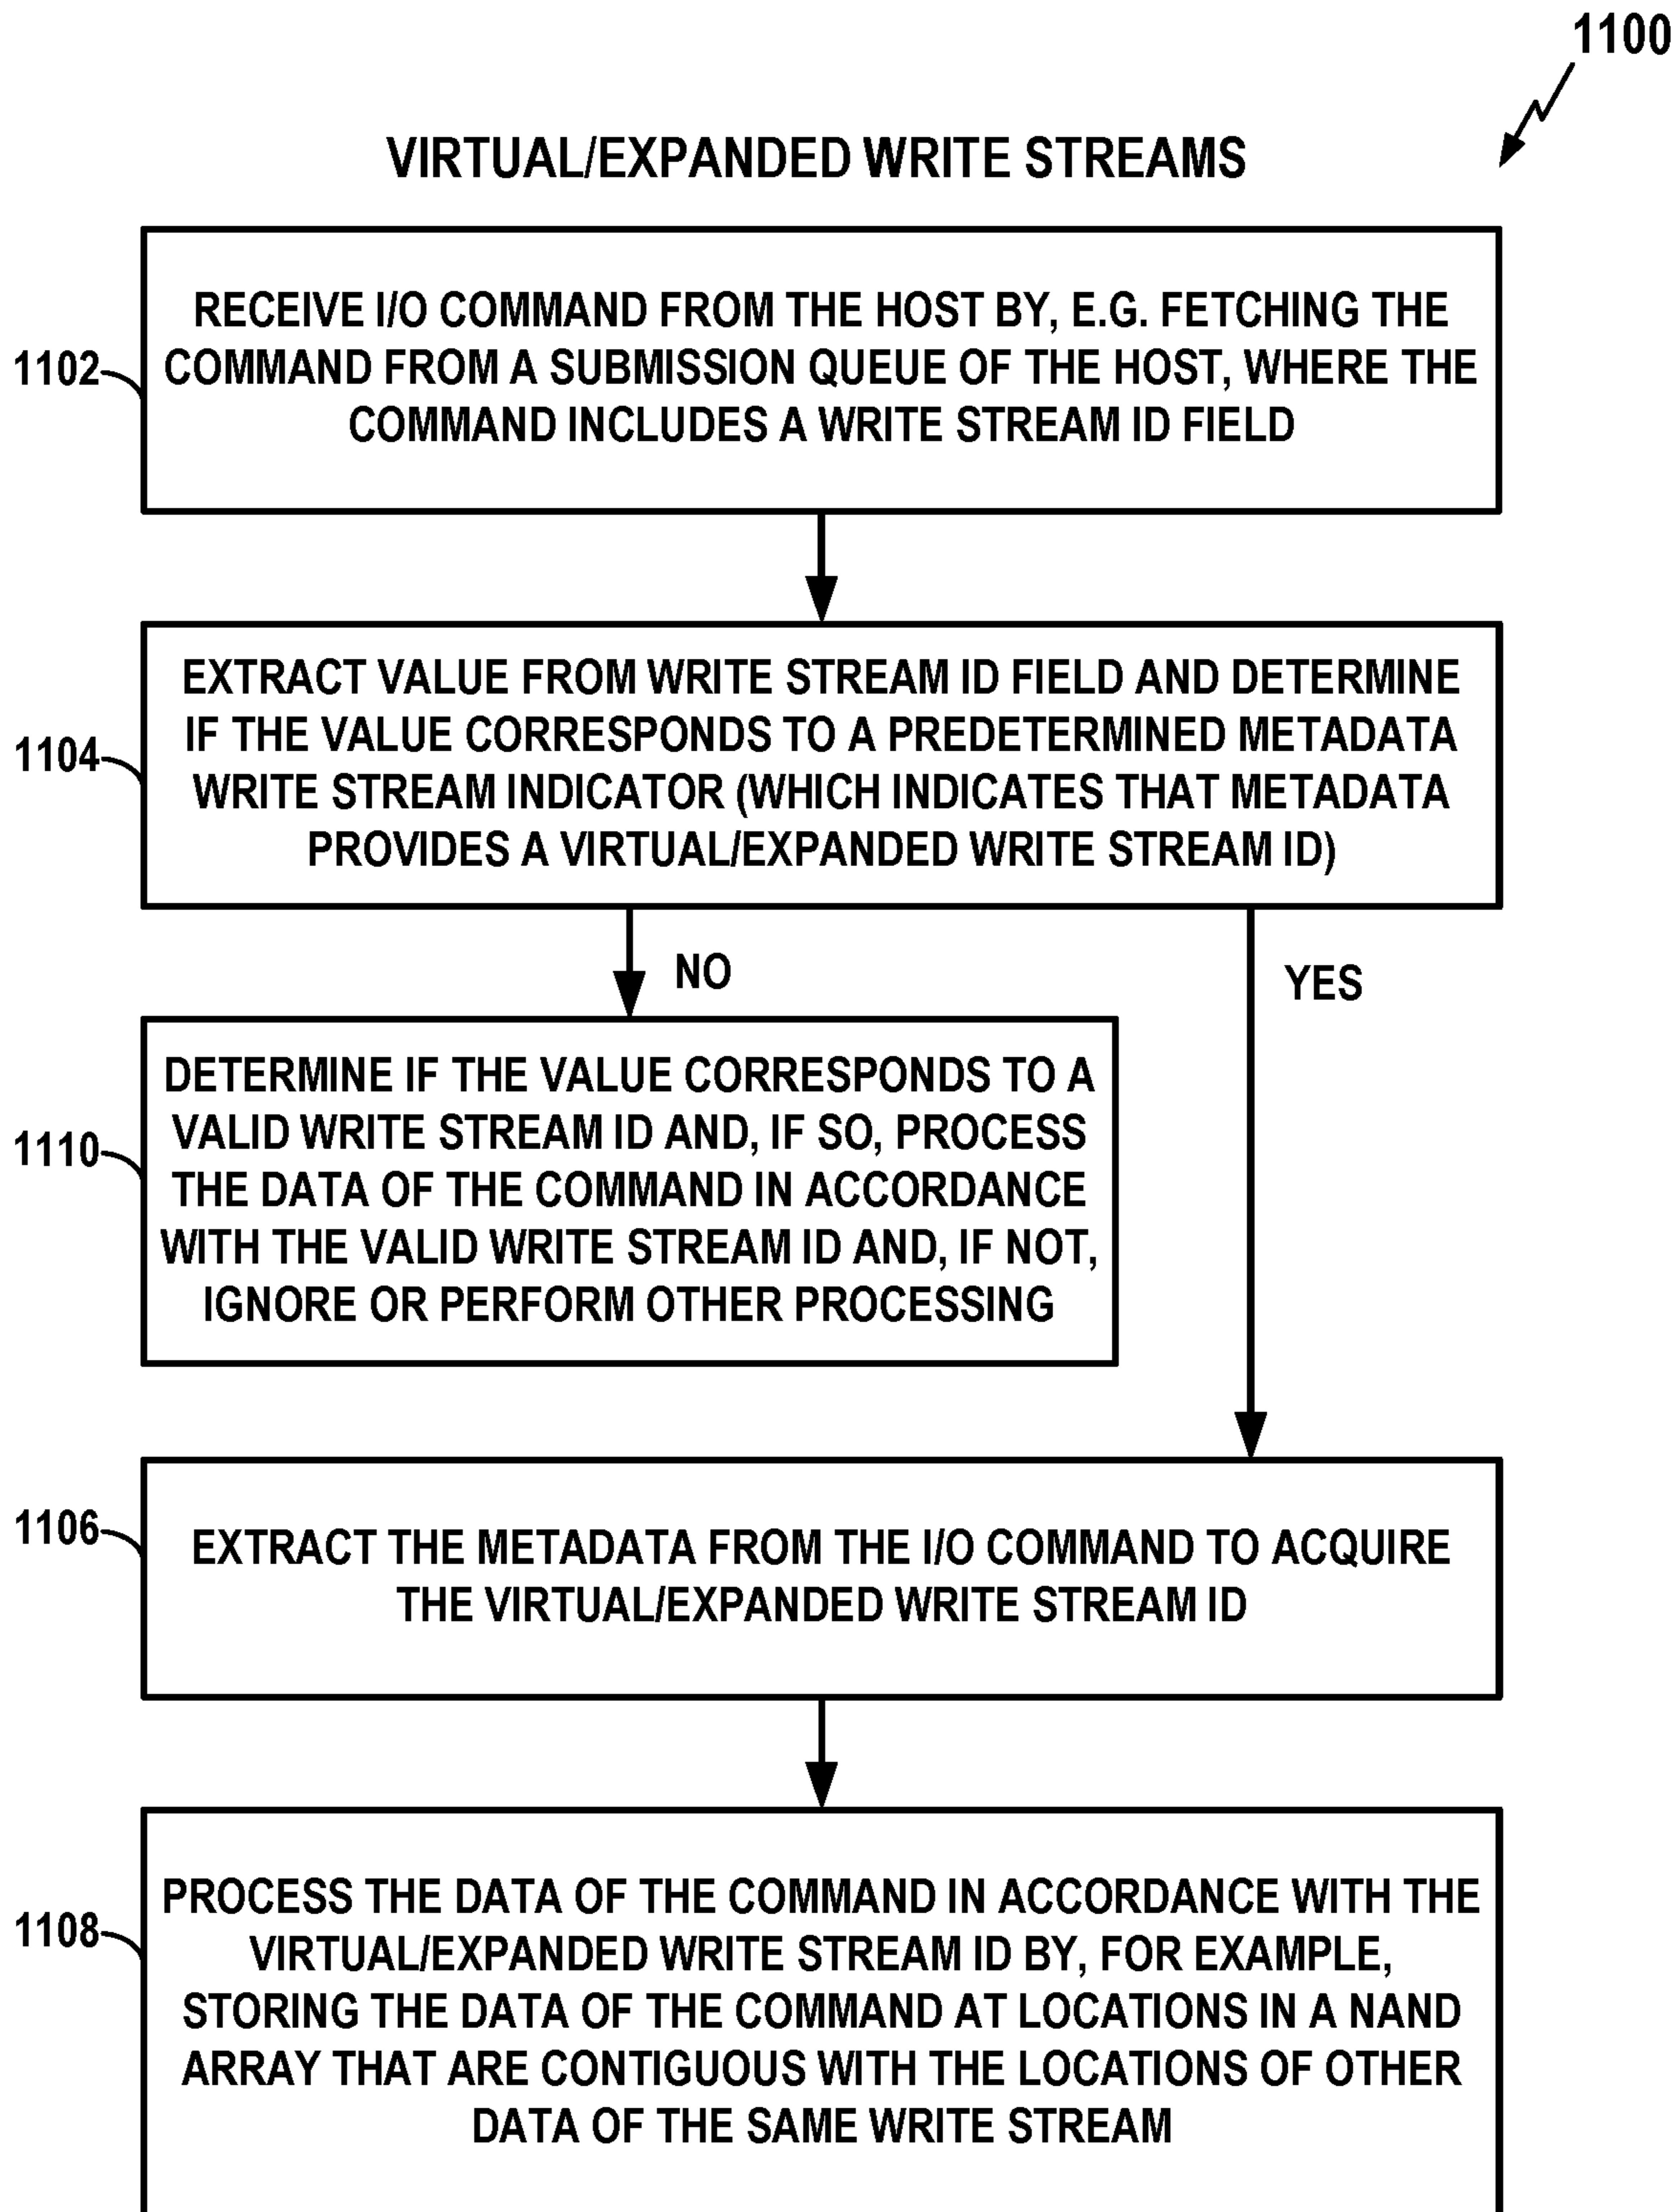 1100
VIRTUAL/EXPANDED WRITE STREAMS
RECEIVE I/O COMMAND FROM THE HOST BY, E.G. FETCHING THE
COMMAND FROM A SUBMISSION QUEUE OF THE HOST, WHERE THE
COMMAND INCLUDES A WRITE STREAM ID FIELD
1102
EXTRACT VALUE FROM WRITE STREAM ID FIELD AND DETERMINE
IF THE VALUE CORRESPONDS TO A PREDETERMINED METADATA
WRITE STREAM INDICATOR (WHICH INDICATES THAT METADATA
PROVIDES A VIRTUAL/EXPANDED WRITE STREAM ID)
1104
NO
YES
DETERMINE IF THE VALUE CORRESPONDS TO A
VALID WRITE STREAM ID AND, IF SO, PROCESS
THE DATA OF THE COMMAND IN ACCORDANCE
WITH THE VALID WRITE STREAM ID AND, IF NOT,
IGNORE OR PERFORM OTHER PROCESSING
1110
1106
EXTRACT THE METADATA FROM THE I/O COMMAND TO ACQUIRE
THE VIRTUAL/EXPANDED WRITE STREAM ID
PROCESS THE DATA OF THE COMMAND IN ACCORDANCE WITH THE
VIRTUAL/EXPANDED WRITE STREAM ID BY, FOR EXAMPLE,
STORING THE DATA OF THE COMMAND AT LOCATIONS IN A NAND
ARRAY THAT ARE CONTIGUOUS WITH THE LOCATIONS OF OTHER
DATA OF THE SAME WRITE STREAM
1108